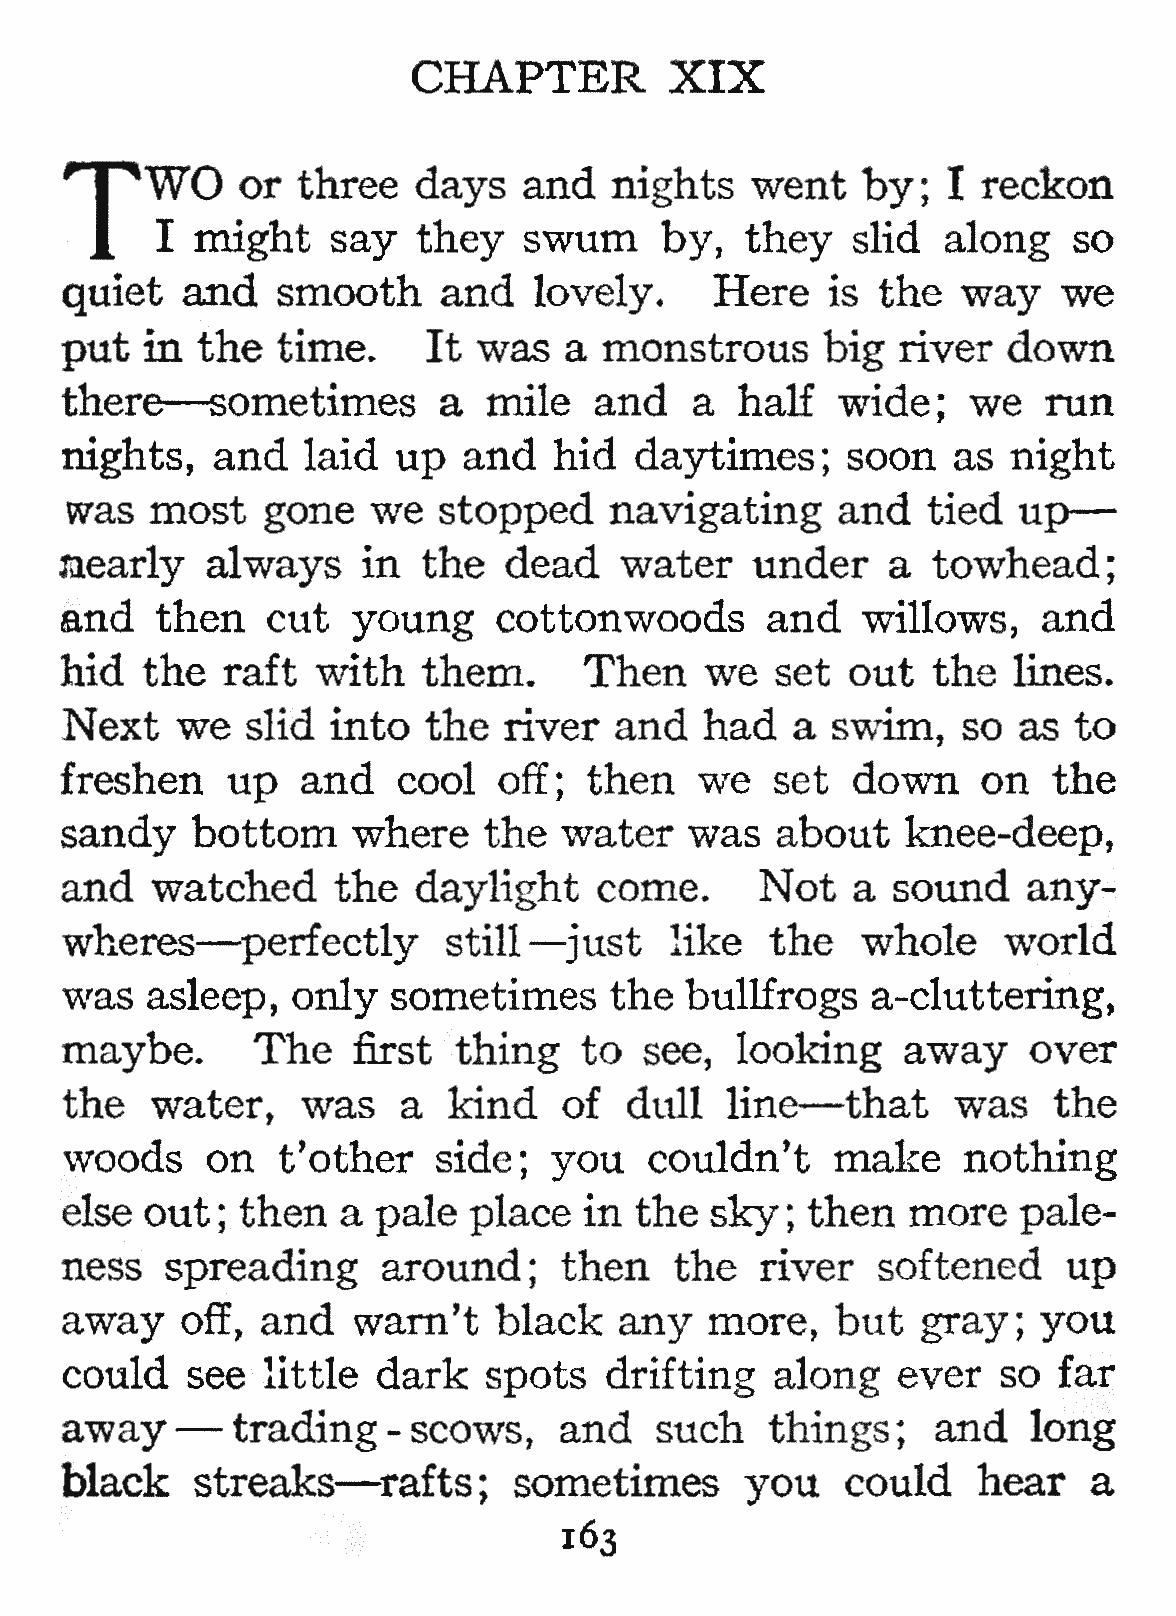 CHAPTER XIX
TWO or three days and nights went by; I reckon
I might say they swum by, they slid along so
quiet and smooth and lovely. Here is the way we
put in the time. It was a monstrous big river down
there—sometimes a mile and a half wide; we run
nights, and laid up and hid daytimes; soon as night
was most gone we stopped navigating and tied up—
nearly always in the dead water under a towhead;
and then cut young cottonwoods and willows, and
hid the raft with them. Then we set out the lines.
Next we slid into the river and had a swim, so as to
freshen up and cool off; then we set down on the
sandy bottom where the water was about knee-deep,
and watched the daylight come. Not a sound any-
wheres—perfectly still—just like the whole world
was asleep, only sometimes the bullfrogs a-cluttering,
maybe. The first thing to see, looking away over
the water, was a kind of dull line—that was the
woods on t'other side; you couldn't make nothing
else out; then a pale place in the sky; then more pale-
ness spreading around; then the river softened up
away off, and warn't black any more, but gray; you
could see little dark spots drifting along ever so far
away—trading-scows, and such things; and long
black streaks—rafts; sometimes you could hear a
163